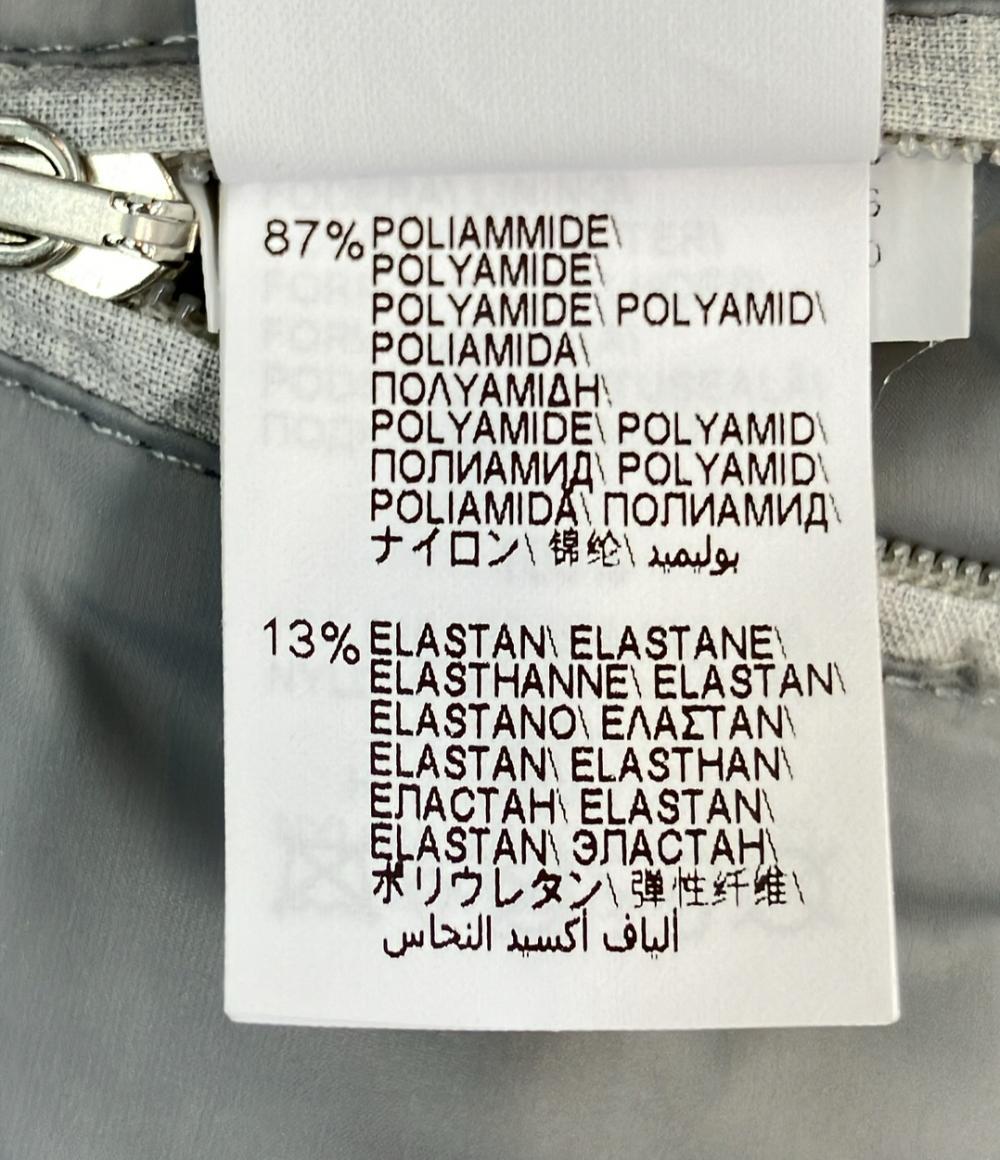 87% POLIAMMIDE\
POLYAMIDE\
POLYAMIDE\ POLYAMID\
POLIAMIDA\
ΠΟΛΥΑΜΙΔΗ\
POLYAMIDE\ POLYAMID\
ПОЛИАМИД\ POLYAMID\
POLIAMIDĂ\ ПОЛИАМИД\
ナイロン\ 锦纶\ بوليميد
13% ELASTAN\ ELASTANE\
ELASTHANNE\ ELASTAN\
ELASTANO\ ΕΛΑΣΤΑΝ\
ELASTAN\ ELASTHAN\
ЕЛАСТАН\ ELASTAN\
ELASTAN\ ЭЛАСТАН\
ポリウレタン\ 弹性纤维\
ألياف أكسيد النحاس